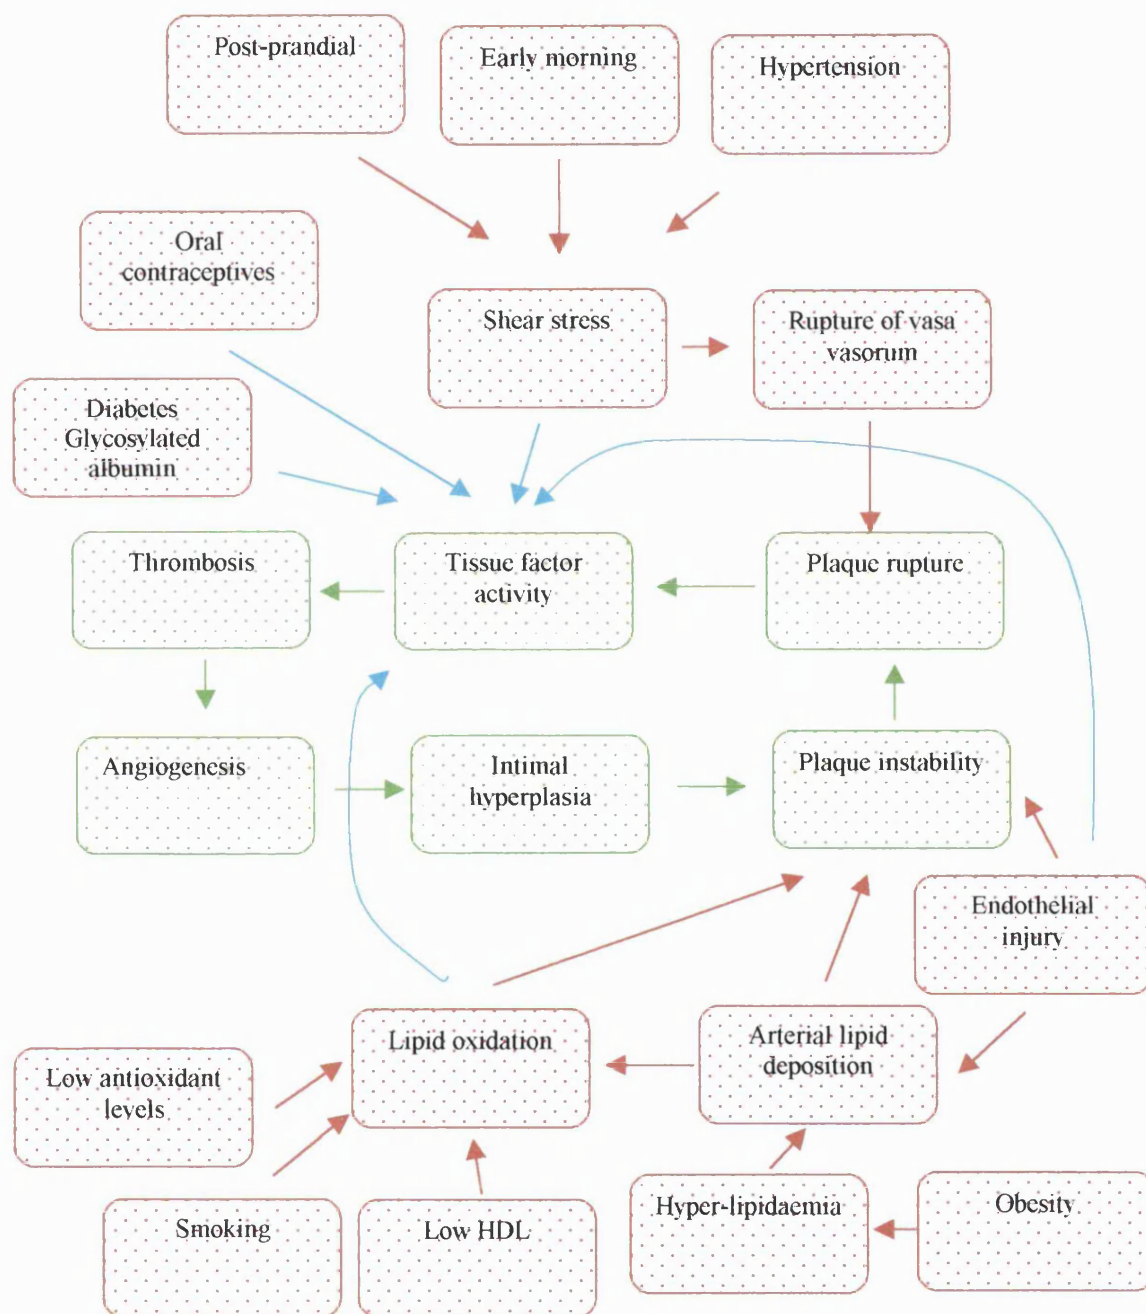 Post-prandial
Early morning
Hypertension
Oral
contraceptives
Shear stress
Rupture of vasa
vasorum
Diabetes
Glycosylated
albumin
Thrombosis
Tissue factor
activity
Plaque rupture
Angiogenesis
Intimal
hyperplasia
Plaque instability
Endothelial
injury
Lipid oxidation
Arterial lipid
deposition
Low antioxidant
levels
Smoking
Low HDL
Hyper-lipidaemia
Obesity